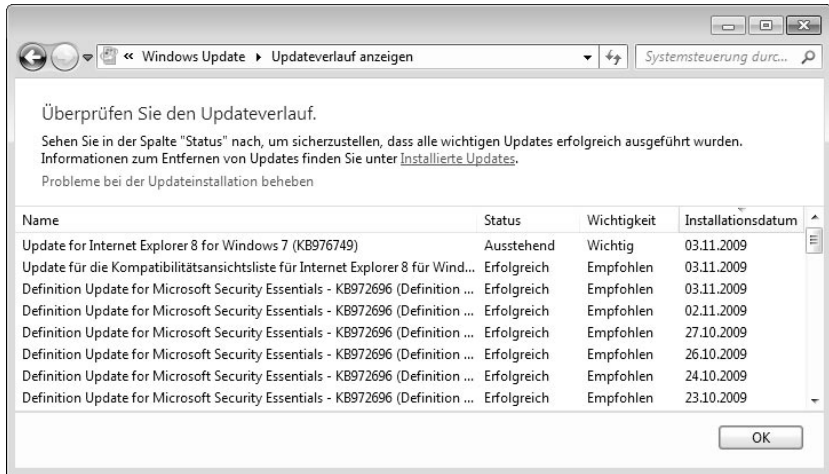 « Windows Update ▸ Updateverlauf anzeigen Systemsteuerung durc...
Überprüfen Sie den Updateverlauf.
Sehen Sie in der Spalte "Status" nach, um sicherzustellen, dass alle wichtigen Updates erfolgreich ausgeführt wurden.
Informationen zum Entfernen von Updates finden Sie unter Installierte Updates.
Probleme bei der Updateinstallation beheben
Name Status Wichtigkeit Installationsdatum
Update for Internet Explorer 8 for Windows 7 (KB976749) Ausstehend Wichtig 03.11.2009
Update für die Kompatibilitätsansichtsliste für Internet Explorer 8 für Wind... Erfolgreich Empfohlen 03.11.2009
Definition Update for Microsoft Security Essentials - KB972696 (Definition ... Erfolgreich Empfohlen 03.11.2009
Definition Update for Microsoft Security Essentials - KB972696 (Definition ... Erfolgreich Empfohlen 02.11.2009
Definition Update for Microsoft Security Essentials - KB972696 (Definition ... Erfolgreich Empfohlen 27.10.2009
Definition Update for Microsoft Security Essentials - KB972696 (Definition ... Erfolgreich Empfohlen 26.10.2009
Definition Update for Microsoft Security Essentials - KB972696 (Definition ... Erfolgreich Empfohlen 24.10.2009
Definition Update for Microsoft Security Essentials - KB972696 (Definition ... Erfolgreich Empfohlen 23.10.2009
OK